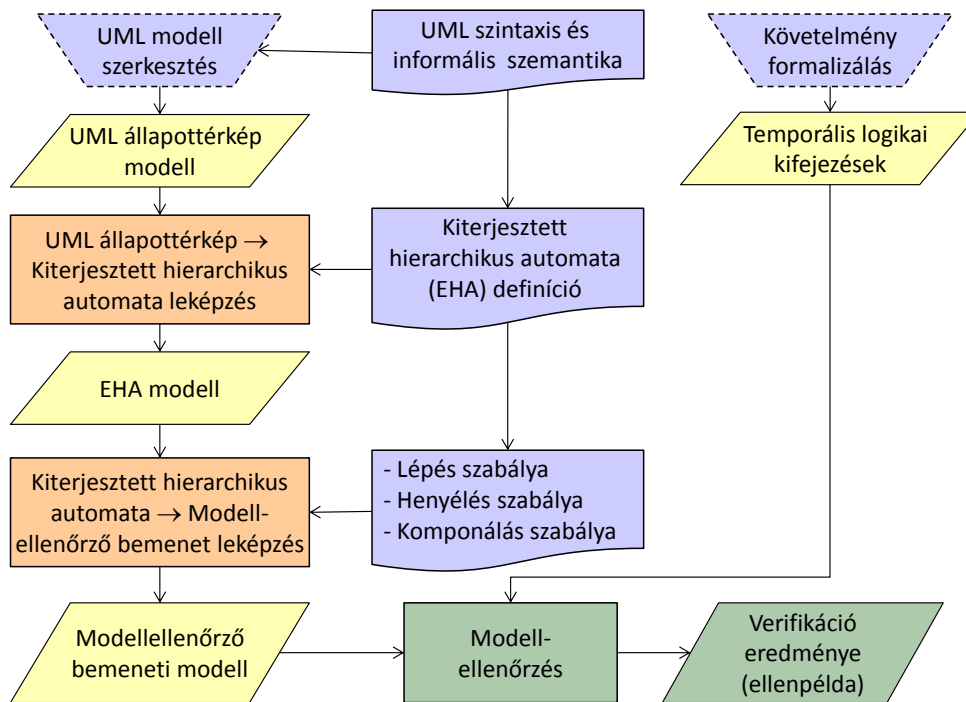 UML modell
szerkesztés
UML szintaxis és
informális szemantika
Követelmény
formalizálás
UML állapottérkép
modell
Temporális logikai
kifejezések
UML állapottérkép →
Kiterjesztett hierarchikus
automata leképzés
Kiterjesztett
hierarchikus automata
(EHA) definíció
EHA modell
Kiterjesztett hierarchikus
automata → Modell-
ellenőrző bemenet leképzés
- Lépés szabálya
- Henyélés szabálya
- Komponálás szabálya
Modellellenőrző
bemeneti modell
Modell-
ellenőrzés
Verifikáció
eredménye
(ellenpélda)